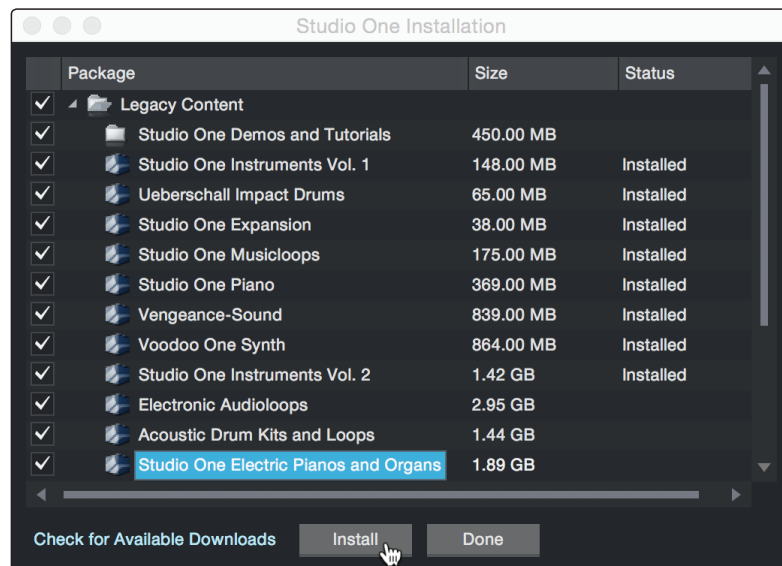 Studio One Installation
Package Size Status
Legacy Content
Studio One Demos and Tutorials 450.00 MB
Studio One Instruments Vol. 1 148.00 MB Installed
Ueberschall Impact Drums 65.00 MB Installed
Studio One Expansion 38.00 MB Installed
Studio One Musicloops 175.00 MB Installed
Studio One Piano 369.00 MB Installed
Vengeance-Sound 839.00 MB Installed
Voodoo One Synth 864.00 MB Installed
Studio One Instruments Vol. 2 1.42 GB Installed
Electronic Audioloops 2.95 GB
Acoustic Drum Kits and Loops 1.44 GB
Studio One Electric Pianos and Organs 1.89 GB
Check for Available Downloads Install Done